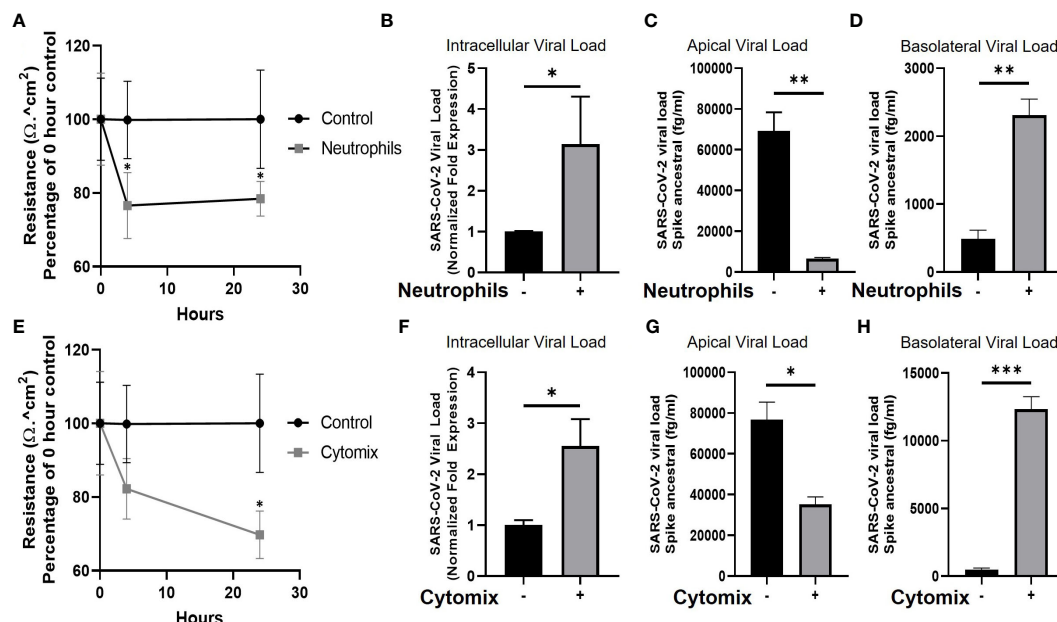 A
Resistance (Ω.^cm²)
Percentage of 0 hour control
120
100
80
60
0
10
20
30
Hours
*
*
Control
Neutrophils
B
Intracellular Viral Load
SARS-CoV-2 Viral Load
(Normalized Fold Expression)
5
4
3
2
1
0
*
Neutrophils - +
C
Apical Viral Load
SARS-CoV-2 viral load
Spike ancestral (fg/ml)
100000
80000
60000
40000
20000
0
**
Neutrophils - +
D
Basolateral Viral Load
SARS-CoV-2 viral load
Spike ancestral (fg/ml)
3000
2000
1000
0
**
Neutrophils - +
E
Resistance (Ω.^cm²)
Percentage of 0 hour control
120
100
80
60
0
10
20
30
Hours
*
Control
Cytomix
F
Intracellular Viral Load
SARS-CoV-2 Viral Load
(Normalized Fold Expression)
4
3
2
1
0
*
Cytomix - +
G
Apical Viral Load
SARS-CoV-2 viral load
Spike ancestral (fg/ml)
100000
80000
60000
40000
20000
0
*
Cytomix - +
H
Basolateral Viral Load
SARS-CoV-2 viral load
Spike ancestral (fg/ml)
15000
10000
5000
0
***
Cytomix - +